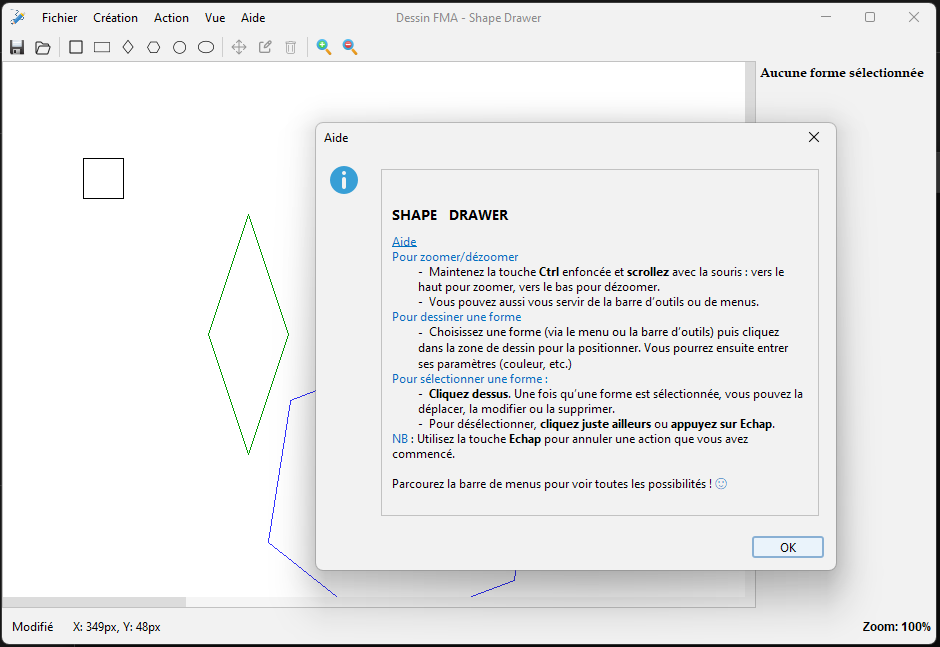 Fichier Création Action Vue Aide Dessin FMA - Shape Drawer
Aucune forme sélectionnée
Aide
SHAPE DRAWER
Aide
Pour zoomer/dézoomer
- Maintenez la touche Ctrl enfoncée et scrollez avec la souris : vers le
haut pour zoomer, vers le bas pour dézoomer.
- Vous pouvez aussi vous servir de la barre d’outils ou de menus.
Pour dessiner une forme
- Choisissez une forme (via le menu ou la barre d’outils) puis cliquez
dans la zone de dessin pour la positionner. Vous pourrez ensuite entrer
ses paramètres (couleur, etc.)
Pour sélectionner une forme :
- Cliquez dessus. Une fois qu’une forme est sélectionnée, vous pouvez la
déplacer, la modifier ou la supprimer.
- Pour désélectionner, cliquez juste ailleurs ou appuyez sur Echap.
NB : Utilisez la touche Echap pour annuler une action que vous avez
commencé.
Parcourez la barre de menus pour voir toutes les possibilités ! ☺
OK
Modifié X: 349px, Y: 48px Zoom: 100%